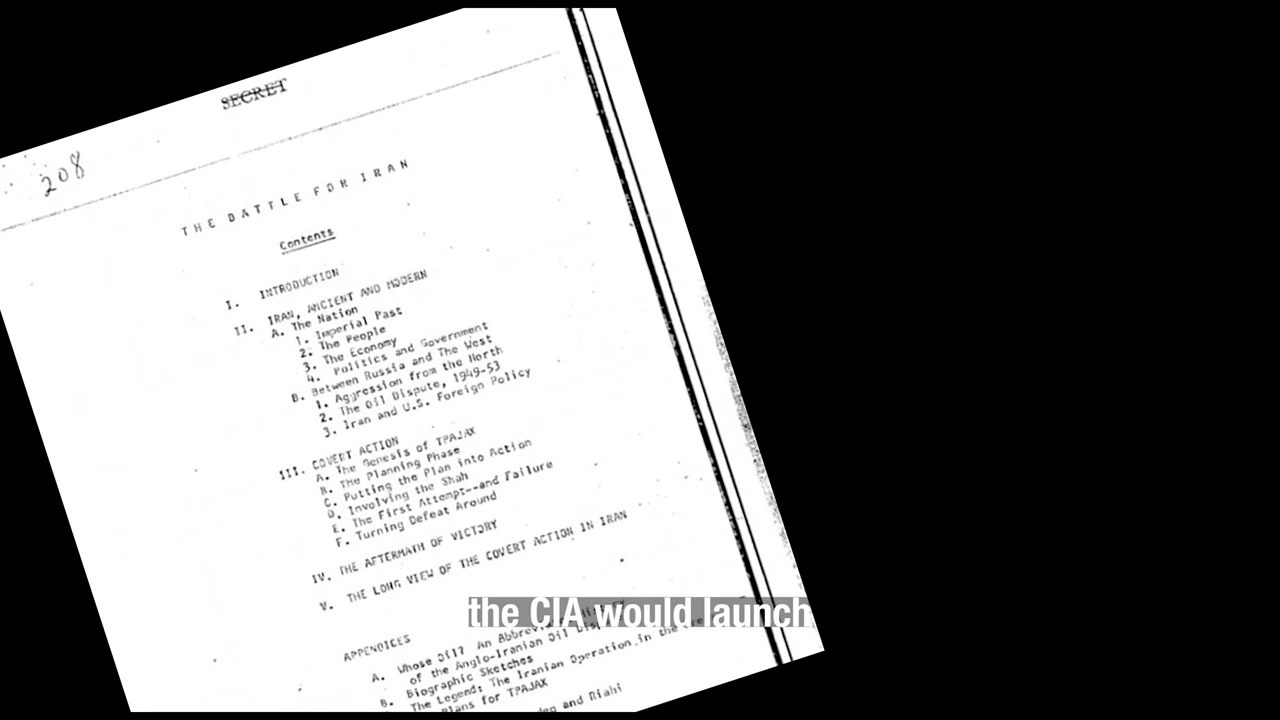 SECRET
208
THE BATTLE FOR IRAN
Contents
I. INTRODUCTION
II. IRAN, ANCIENT AND MODERN
A. The Nation
1. Imperial Past
2. The People
3. The Economy
4. Politics and Government
B. Between Russia and The West
1. Aggression from the North
2. The Oil Dispute, 1949-53
3. Iran and U.S. Foreign Policy
III. COVERT ACTION
A. The Genesis of TPAJAX
B. The Planning Phase
C. Putting the Plan into Action
D. Involving the Shah
E. The First Attempt--and Failure
F. Turning Defeat Around
IV. THE AFTERMATH OF VICTORY
V. THE LONG VIEW OF THE COVERT ACTION IN IRAN
the CIA would launch
APPENDICES
A. Whose Oil? An
of the Anglo-Iranian Oil
B. Biographic Sketches
The Legend: The Iranian Operation in the
Plans for TPAJAX
and Riahi